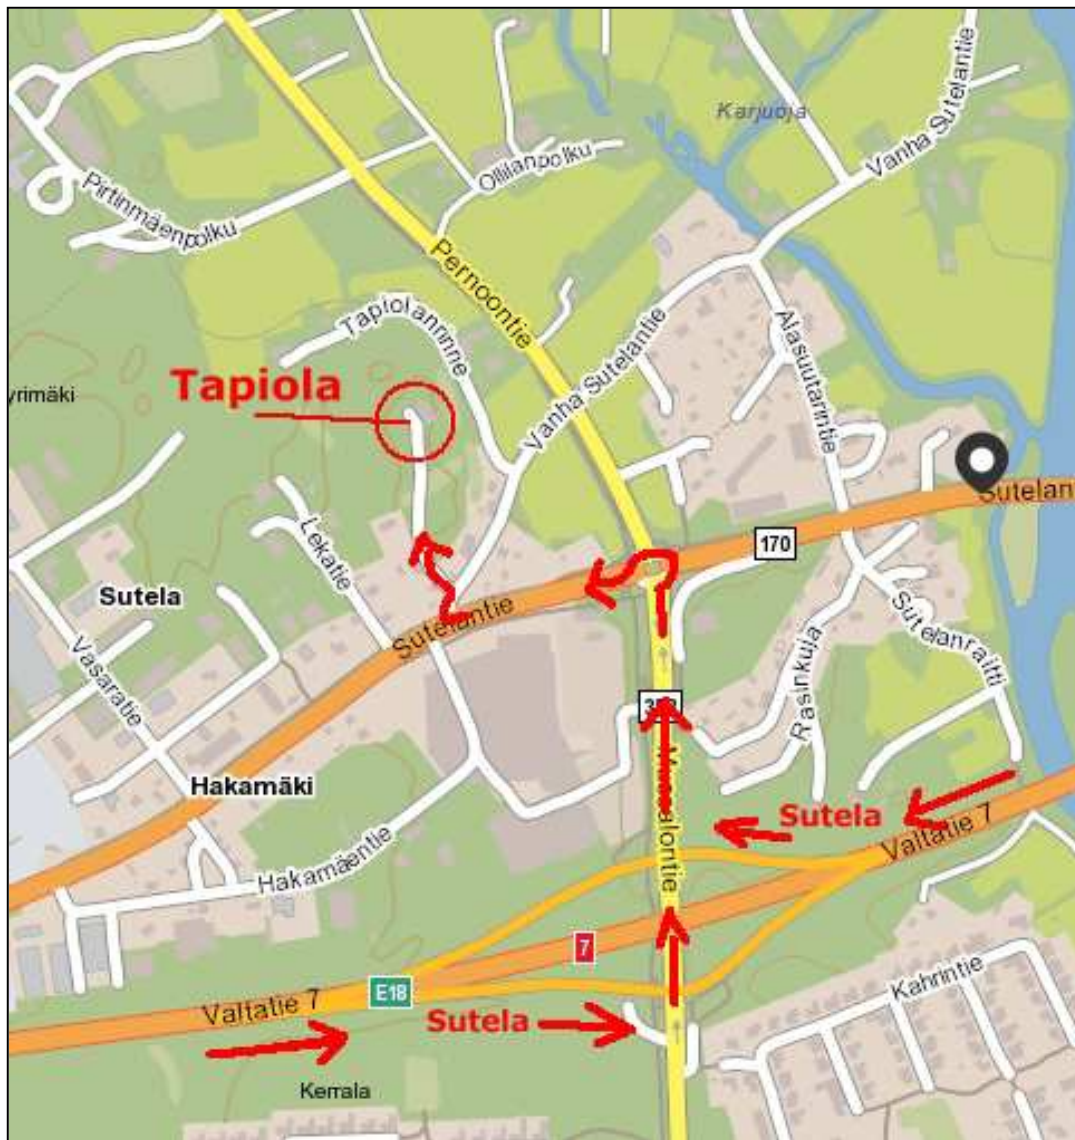 Karjuoja
Vanha Sutelantie
Ollilanpolku
Pirtinmäenpolku
Pernoontie
Tapiolanrinne
Alasuutarintie
Tapiola
yrimäki
Vanha Sutelantie
Sutelan
Lekatie
170
Sutela
Sutelantie
Sutelanraitti
Vasaratie
Rasinkuja
Hakamäki
Sutela
Valtatie 7
Hakamäentie
7
Kahrintie
E18
Valtatie 7
Sutela
Kerrala